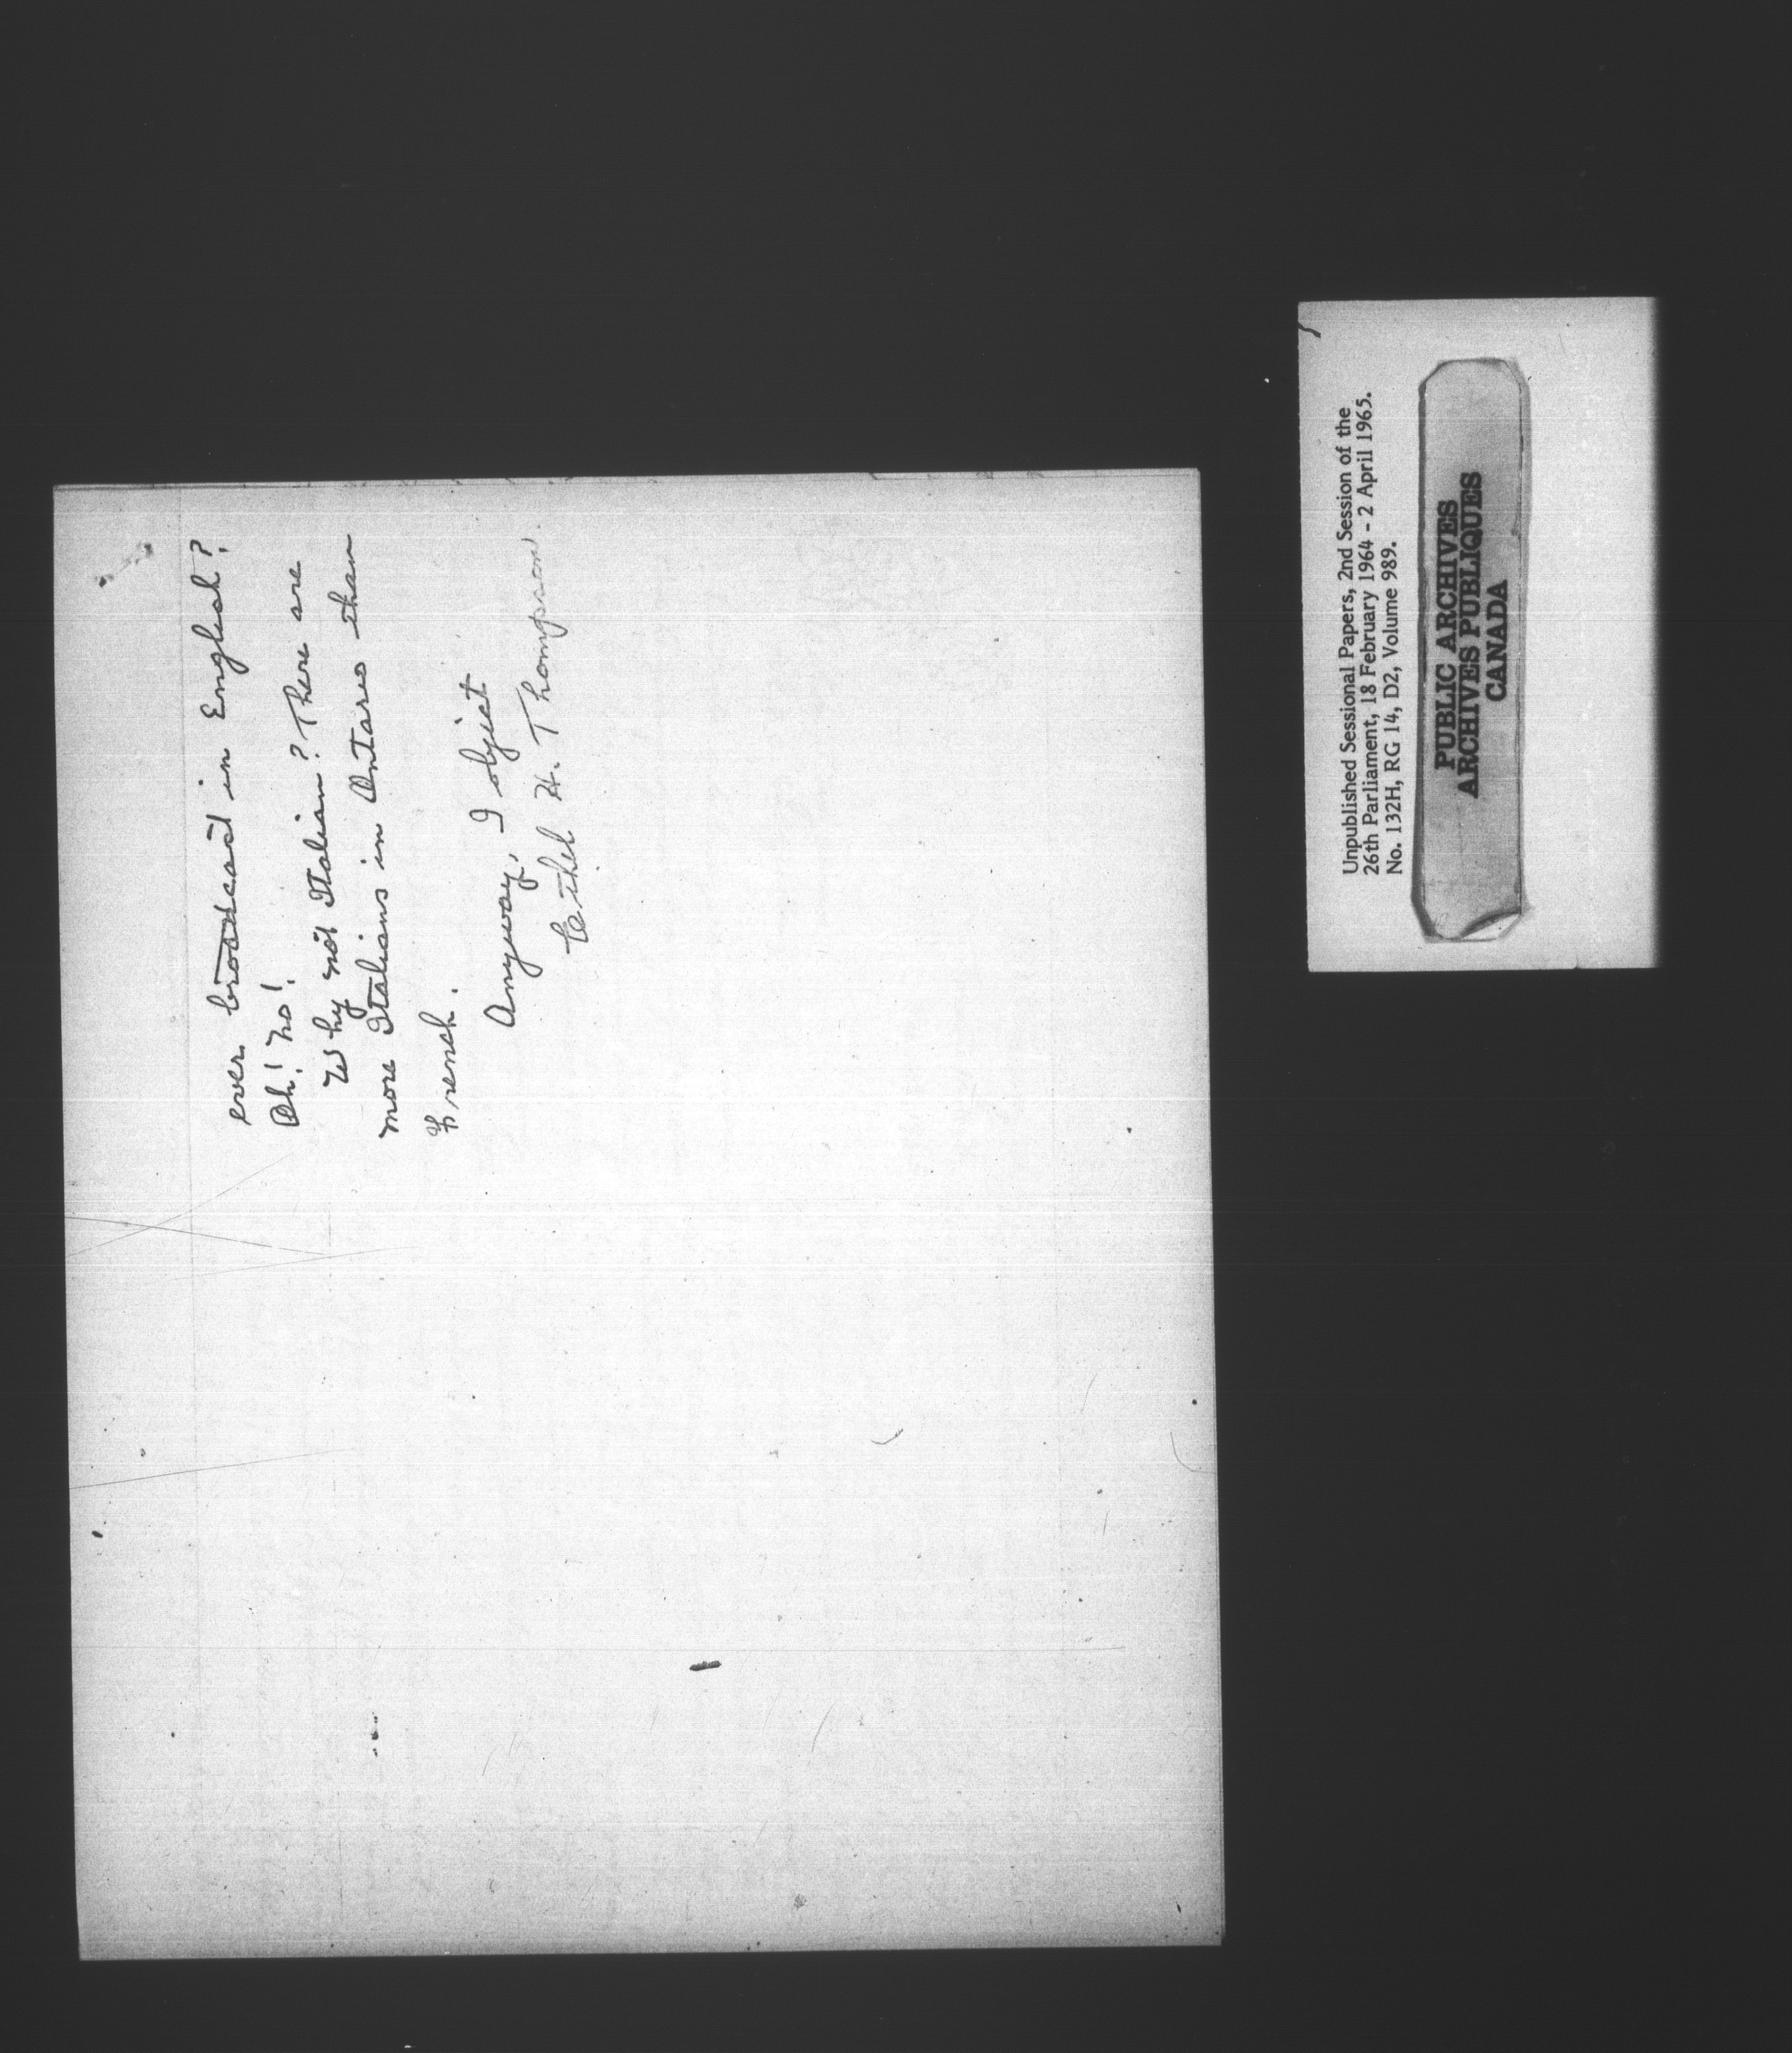 ever broadcast in English?
Oh! no!
Why not Italian? There are
more Italians in Ontario than
French.
Anyway, I object
Ethel H. Thompson.
Unpublished Sessional Papers, 2nd Session of the
26th Parliament, 18 February 1964 - 2 April 1965.
No. 132H, RG 14, D2, Volume 989.
PUBLIC ARCHIVES
ARCHIVES PUBLIQUES
CANADA